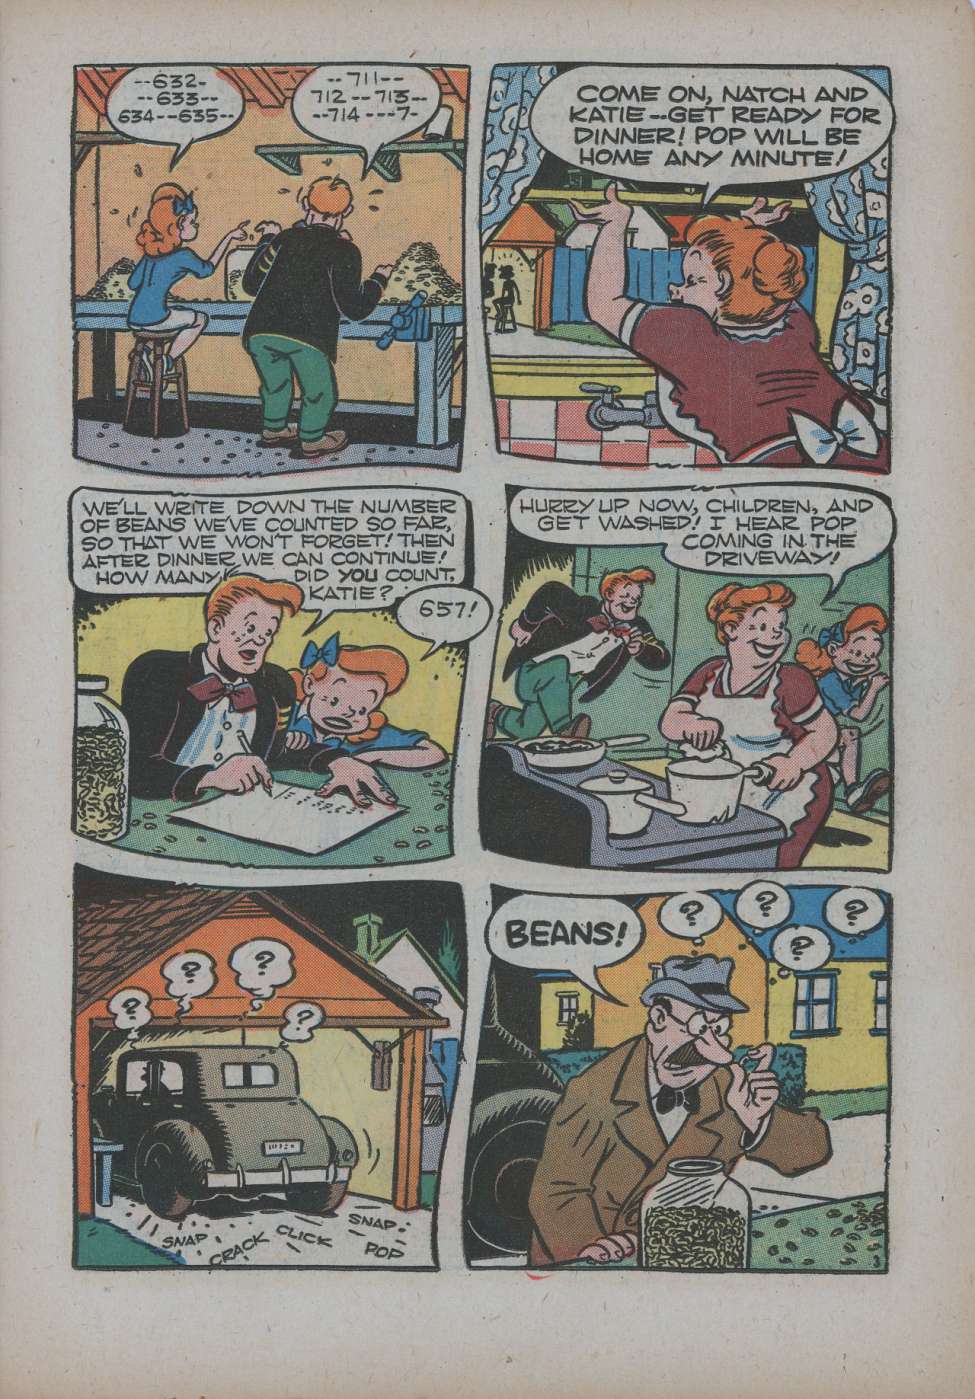 --632-
--633--
634--635--
--711--
712--713--
--714----7-
COME ON, NATCH AND
KATIE--GET READY FOR
DINNER! POP WILL BE
HOME ANY MINUTE!
WE'LL WRITE DOWN THE NUMBER
OF BEANS WE'VE COUNTED SO FAR,
SO THAT WE WON'T FORGET! THEN
AFTER DINNER WE CAN CONTINUE!
HOW MANY DID YOU COUNT,
KATIE?
657!
HURRY UP NOW, CHILDREN, AND
GET WASHED! I HEAR POP
COMING IN THE
DRIVEWAY!
?
?
?
?
SNAP
CRACK
CLICK
SNAP
POP
BEANS!
?
?
?
?
3